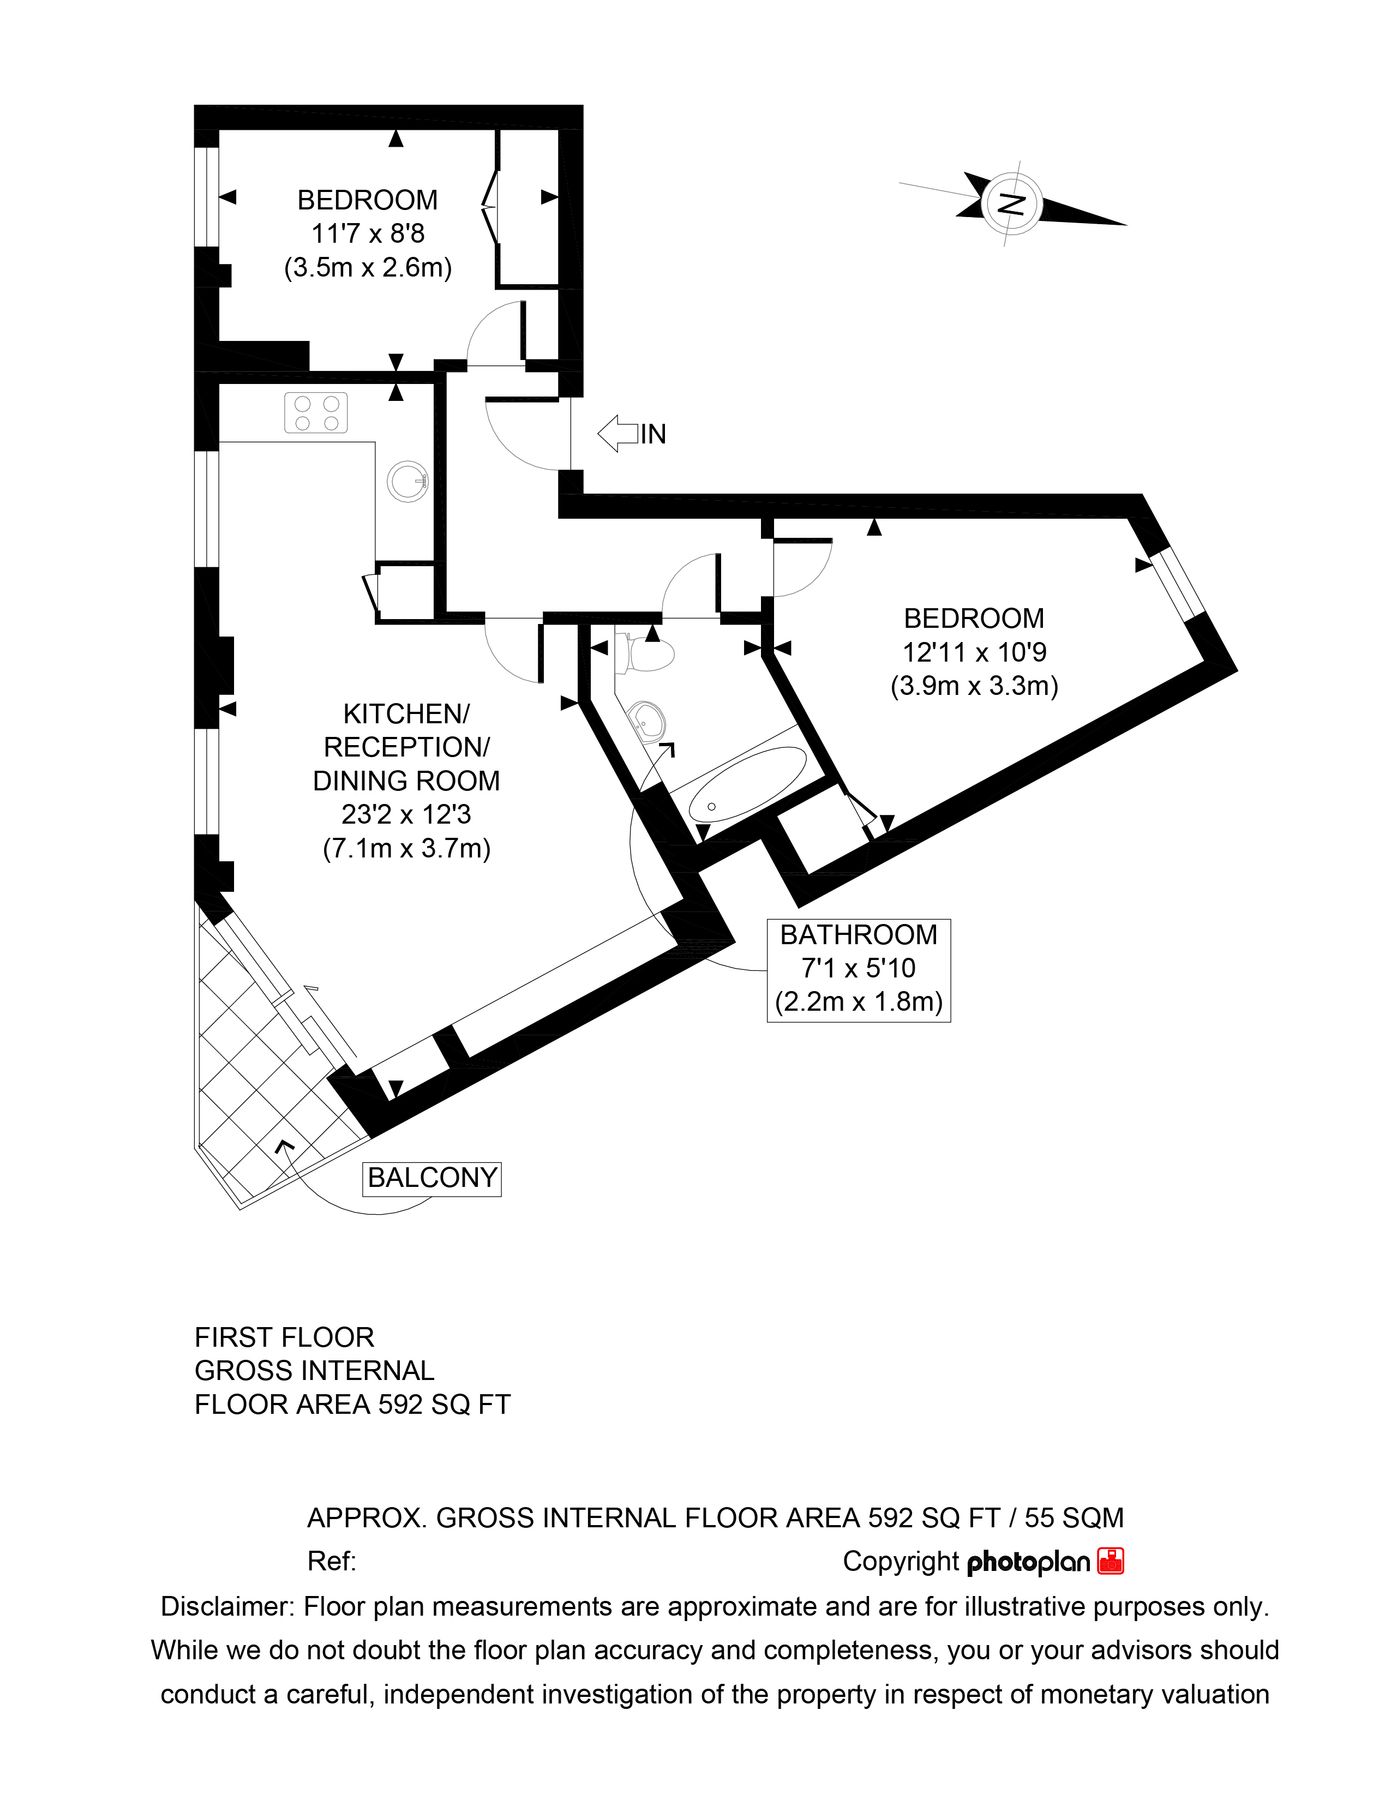 BEDROOM
11'7 x 8'8
(3.5m x 2.6m)
N
IN
BEDROOM
12'11 x 10'9
(3.9m x 3.3m)
KITCHEN/
RECEPTION/
DINING ROOM
23'2 x 12'3
(7.1m x 3.7m)
BATHROOM
7'1 x 5'10
(2.2m x 1.8m)
BALCONY
FIRST FLOOR
GROSS INTERNAL
FLOOR AREA 592 SQ FT
APPROX. GROSS INTERNAL FLOOR AREA 592 SQ FT / 55 SQM
Ref:
Copyright photoplan
Disclaimer: Floor plan measurements are approximate and are for illustrative purposes only.
While we do not doubt the floor plan accuracy and completeness, you or your advisors should
conduct a careful, independent investigation of the property in respect of monetary valuation